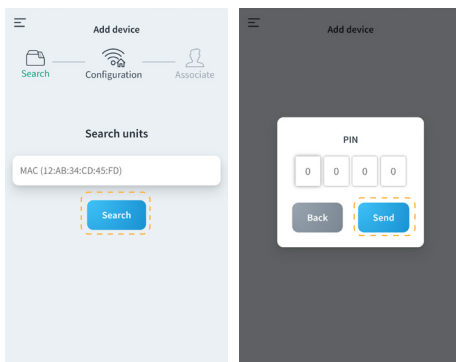 Add device
Search Configuration Associate
Search units
MAC (12:AB:34:CD:45:FD)
Search
Add device
PIN
0 0 0 0
Back Send